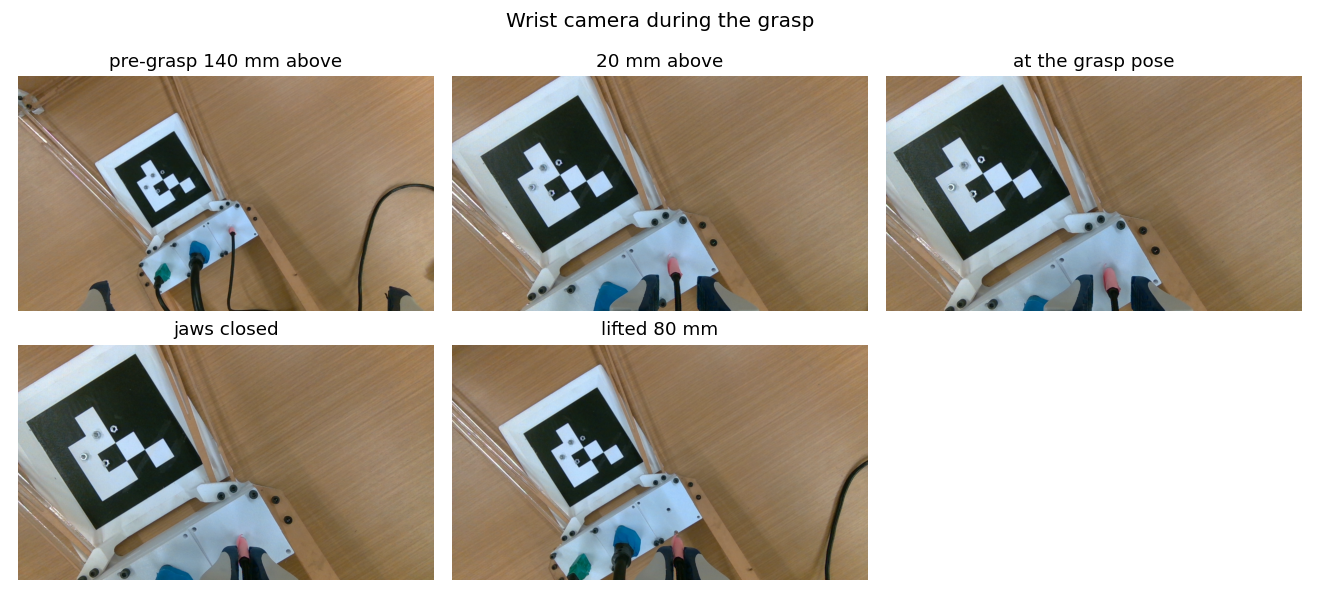 Wrist camera during the grasp
pre-grasp 140 mm above
20 mm above
at the grasp pose
jaws closed
lifted 80 mm